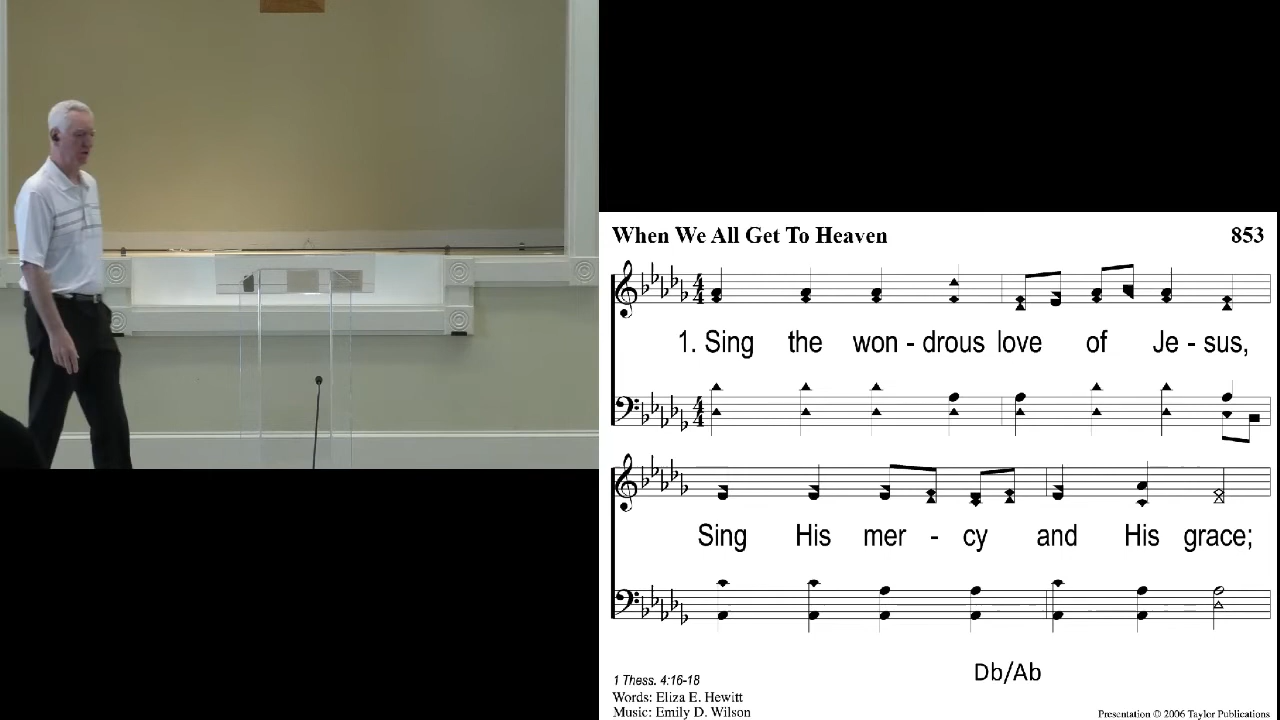 When We All Get To Heaven 853
1. Sing the won - drous love of Je - sus,
Sing His mer - cy and His grace;
Db/Ab
1 Thess. 4:16-18
Words: Eliza E. Hewitt
Music: Emily D. Wilson
Presentation © 2006 Taylor Publications